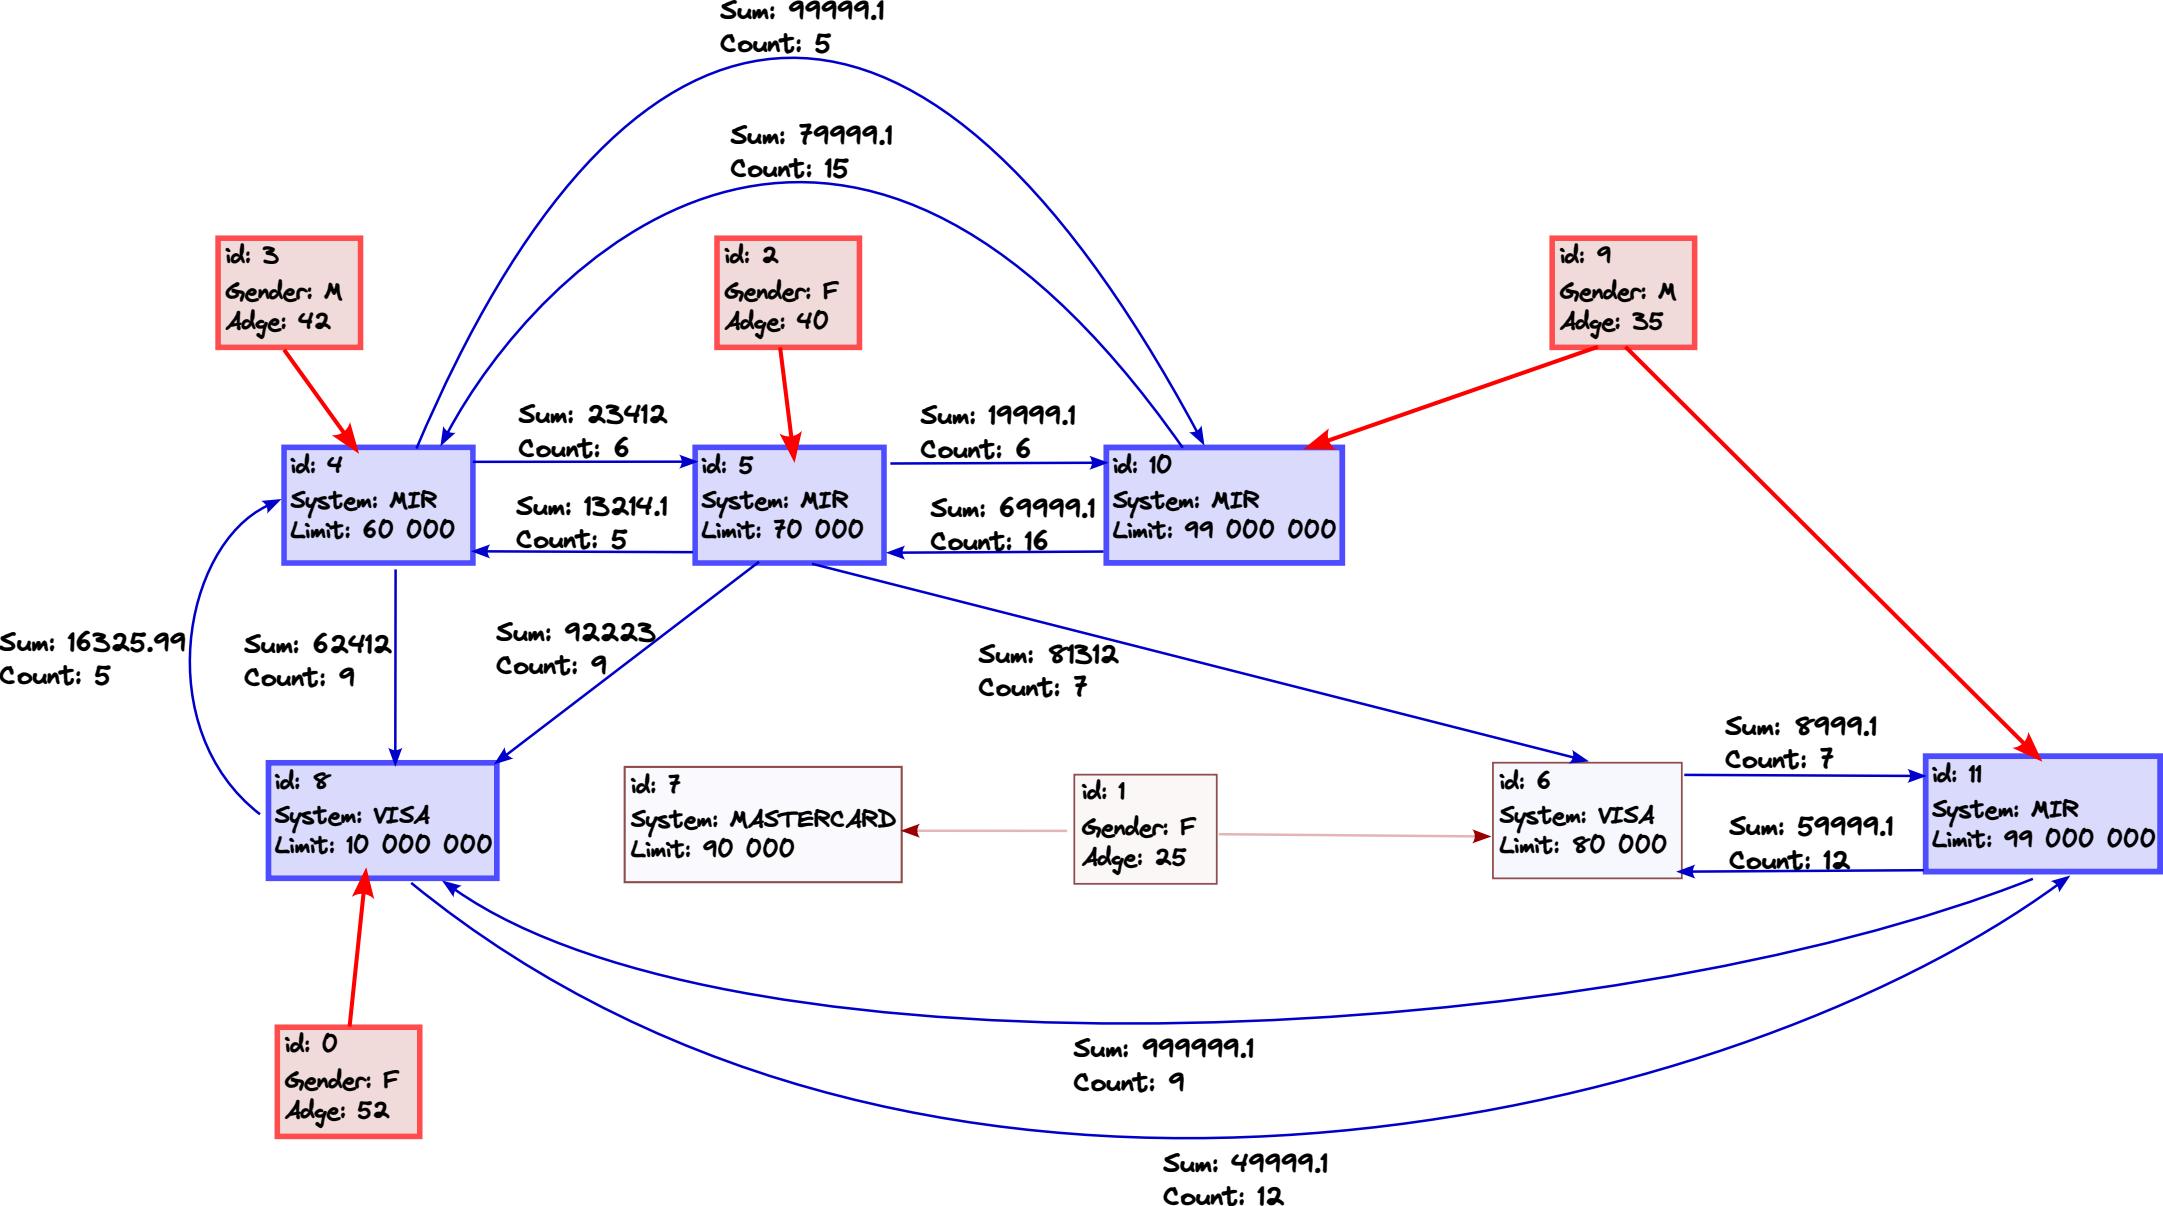 Sum: 99999.1
Count: 5
Sum: 79999.1
Count: 15
id: 3
Gender: M
Adge: 42
id: 2
Gender: F
Adge: 40
id: 9
Gender: M
Adge: 35
Sum: 23412
Count: 6
Sum: 19999.1
Count: 6
id: 4
System: MIR
Limit: 60 000
Sum: 13214.1
Count: 5
id: 5
System: MIR
Limit: 70 000
Sum: 69999.1
Count: 16
id: 10
System: MIR
Limit: 99 000 000
Sum: 16325.99
Count: 5
Sum: 62412
Count: 9
Sum: 92223
Count: 9
Sum: 81312
Count: 7
Sum: 8999.1
Count: 7
id: 8
System: VISA
Limit: 10 000 000
id: 7
System: MASTERCARD
Limit: 90 000
id: 1
Gender: F
Adge: 25
id: 6
System: VISA
Limit: 80 000
Sum: 59999.1
Count: 12
id: 11
System: MIR
Limit: 99 000 000
id: 0
Gender: F
Adge: 52
Sum: 999999.1
Count: 9
Sum: 49999.1
Count: 12